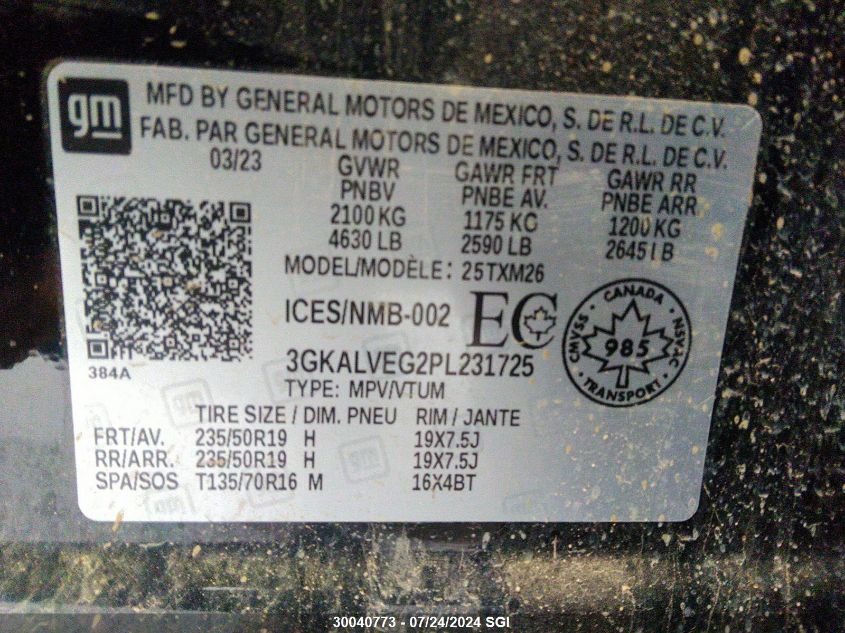 gm
MFD BY GENERAL MOTORS DE MEXICO, S. DE R.L. DE C.V.
FAB. PAR GENERAL MOTORS DE MEXICO, S. DE R.L. DE C.V.
03/23 GVWR GAWR FRT GAWR RR
PNBV PNBE AV. PNBE ARR
2100 KG 1175 KG 1200 KG
4630 LB 2590 LB 2645 LB
MODEL/MODÈLE: 25TXM26
ICES/NMB-002 EC
CANADA
CMVSS 985 NSVAC
TRANSPORT
384A
3GKALVEG2PL231725
TYPE: MPV/VTUM
TIRE SIZE / DIM. PNEU RIM / JANTE
FRT/AV. 235/50R19 H 19X7.5J
RR/ARR. 235/50R19 H 19X7.5J
SPA/SOS T135/70R16 M 16X4BT
30040773 - 07/24/2024 SGI